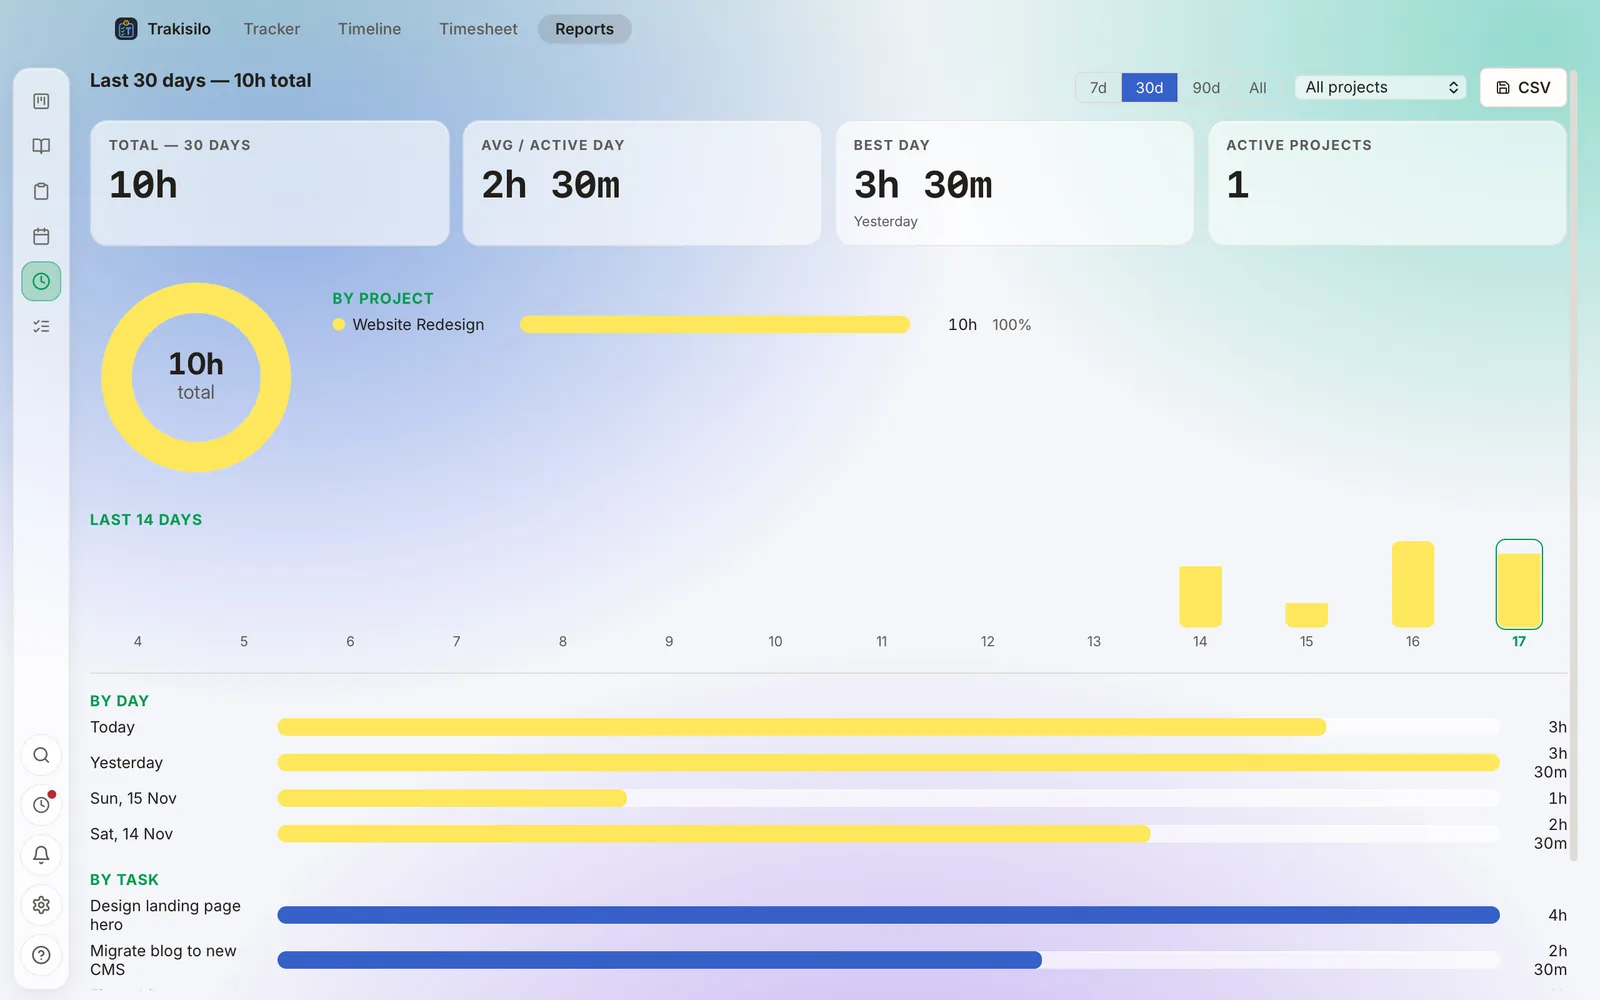 Trakisilo
Tracker
Timeline
Timesheet
Reports
Last 30 days — 10h total
7d
30d
90d
All
All projects
CSV
TOTAL — 30 DAYS
10h
AVG / ACTIVE DAY
2h 30m
BEST DAY
3h 30m
Yesterday
ACTIVE PROJECTS
1
10h
total
BY PROJECT
Website Redesign
10h
100%
LAST 14 DAYS
4
5
6
7
8
9
10
11
12
13
14
15
16
17
BY DAY
Today
3h
Yesterday
3h
30m
Sun, 15 Nov
1h
Sat, 14 Nov
2h
30m
BY TASK
Design landing page
hero
4h
Migrate blog to new
CMS
2h
30m